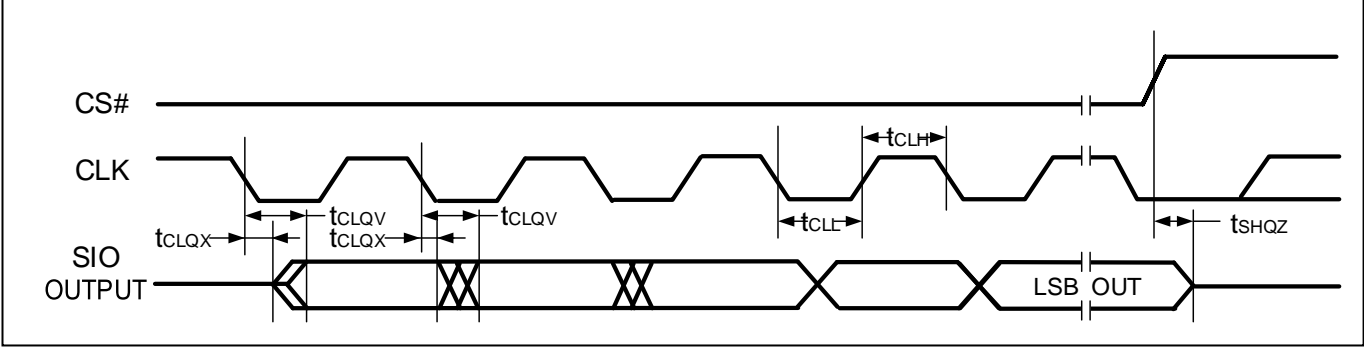 CS#
tCLH
CLK
tCLQV
tCLQV
tCLL
tSHQZ
tCLQX
tCLQX
SIO
OUTPUT
LSB OUT